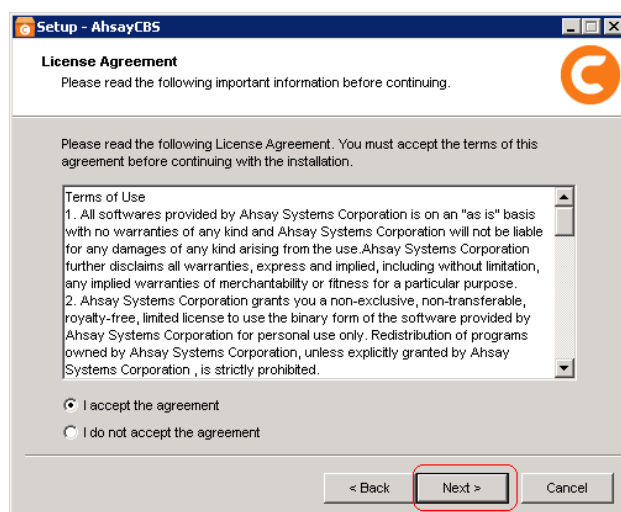 Setup - AhsayCBS
License Agreement
Please read the following important information before continuing.
Please read the following License Agreement. You must accept the terms of this
agreement before continuing with the installation.
Terms of Use
1. All softwares provided by Ahsay Systems Corporation is on an "as is" basis
with no warranties of any kind and Ahsay Systems Corporation will not be liable
for any damages of any kind arising from the use.Ahsay Systems Corporation
further disclaims all warranties, express and implied, including without limitation,
any implied warranties of merchantability or fitness for a particular purpose.
2. Ahsay Systems Corporation grants you a non-exclusive, non-transferable,
royalty-free, limited license to use the binary form of the software provided by
Ahsay Systems Corporation for personal use only. Redistribution of programs
owned by Ahsay Systems Corporation, unless explicitly granted by Ahsay
Systems Corporation , is strictly prohibited.
I accept the agreement
I do not accept the agreement
< Back Next > Cancel